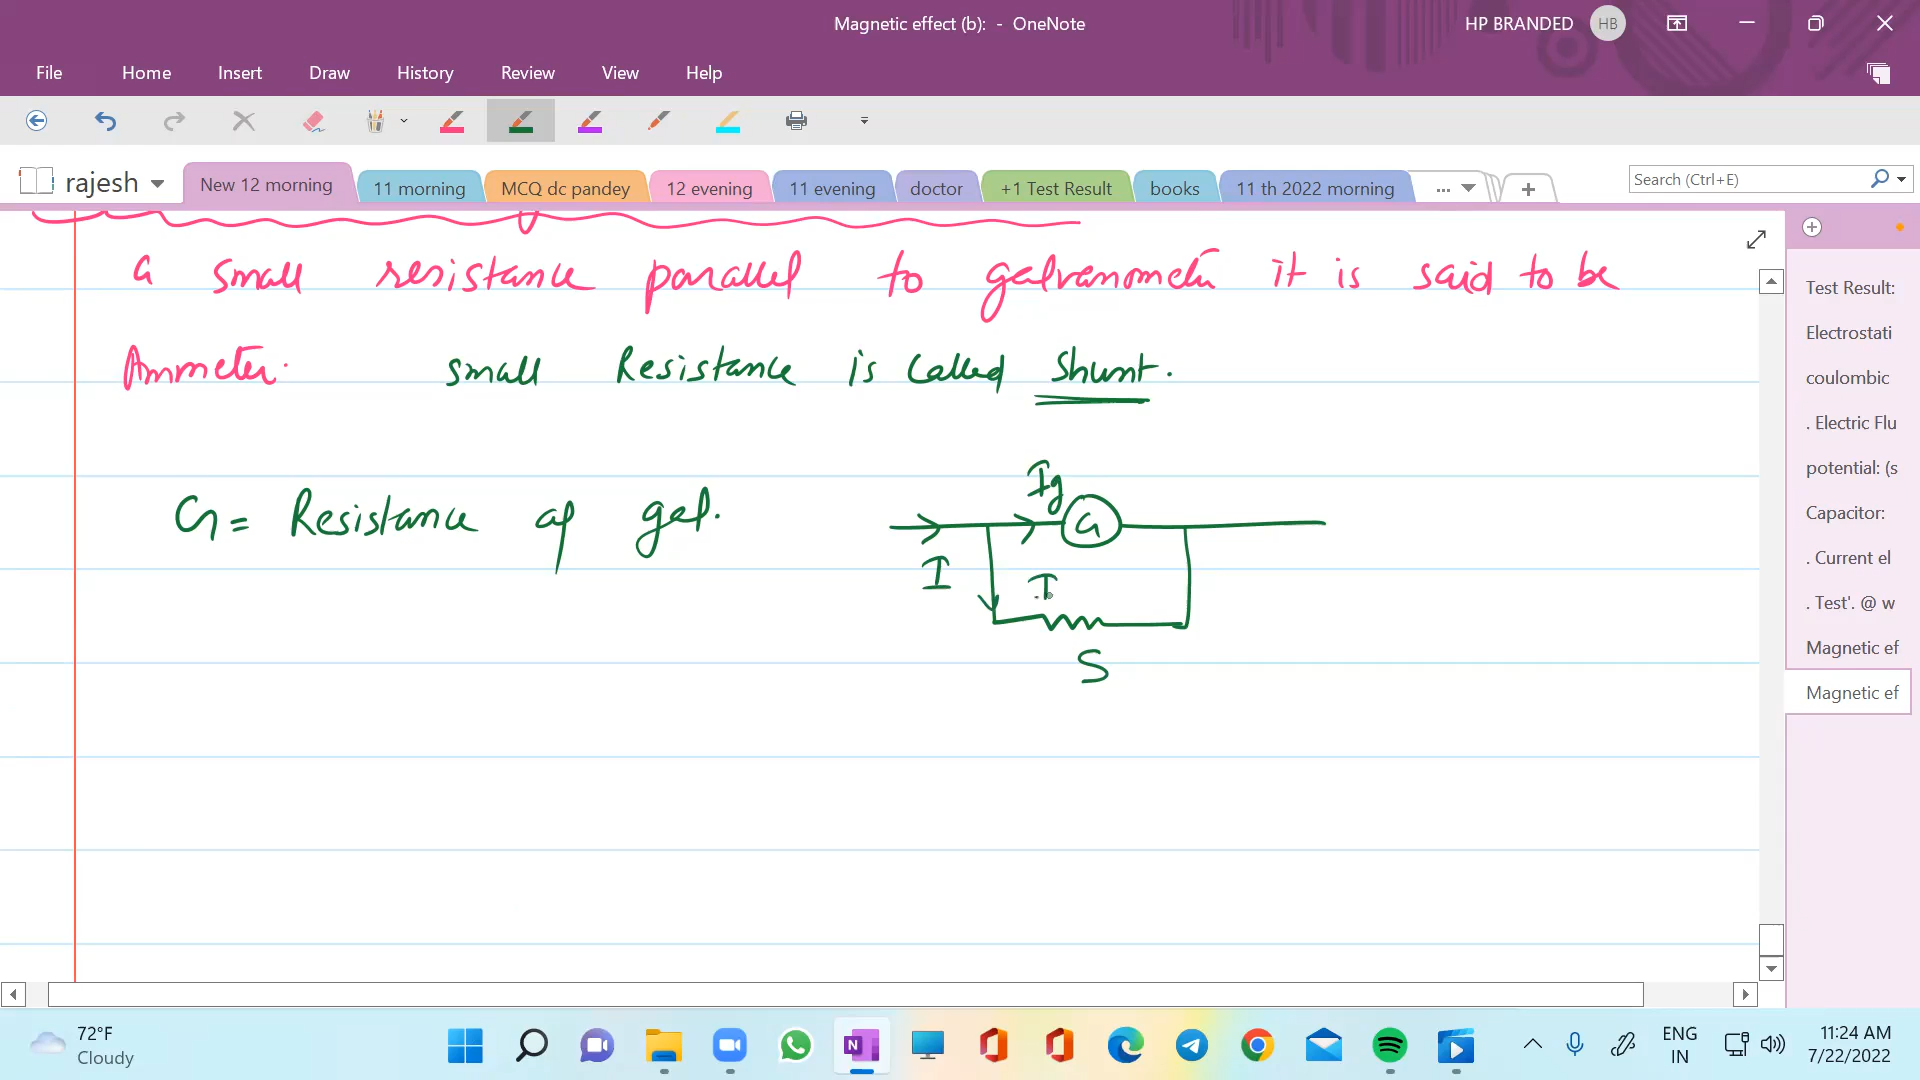 Magnetic effect (b): - OneNote
HP BRANDED HB
File Home Insert Draw History Review View Help
rajesh New 12 morning 11 morning MCQ dc pandey 12 evening 11 evening doctor +1 Test Result books 11 th 2022 morning ... Search (Ctrl+E)
a small resistance parallel to galvanometer it is said to be
Ammeter. small Resistance is called Shunt.
G = Resistance of gal.
Ig
G
I
I
S
Test Result:
Electrostati
coulombic
. Electric Flu
potential: (s
Capacitor:
. Current el
. Test'. @ w
Magnetic ef
Magnetic ef
72°F
Cloudy
ENG
IN
11:24 AM
7/22/2022